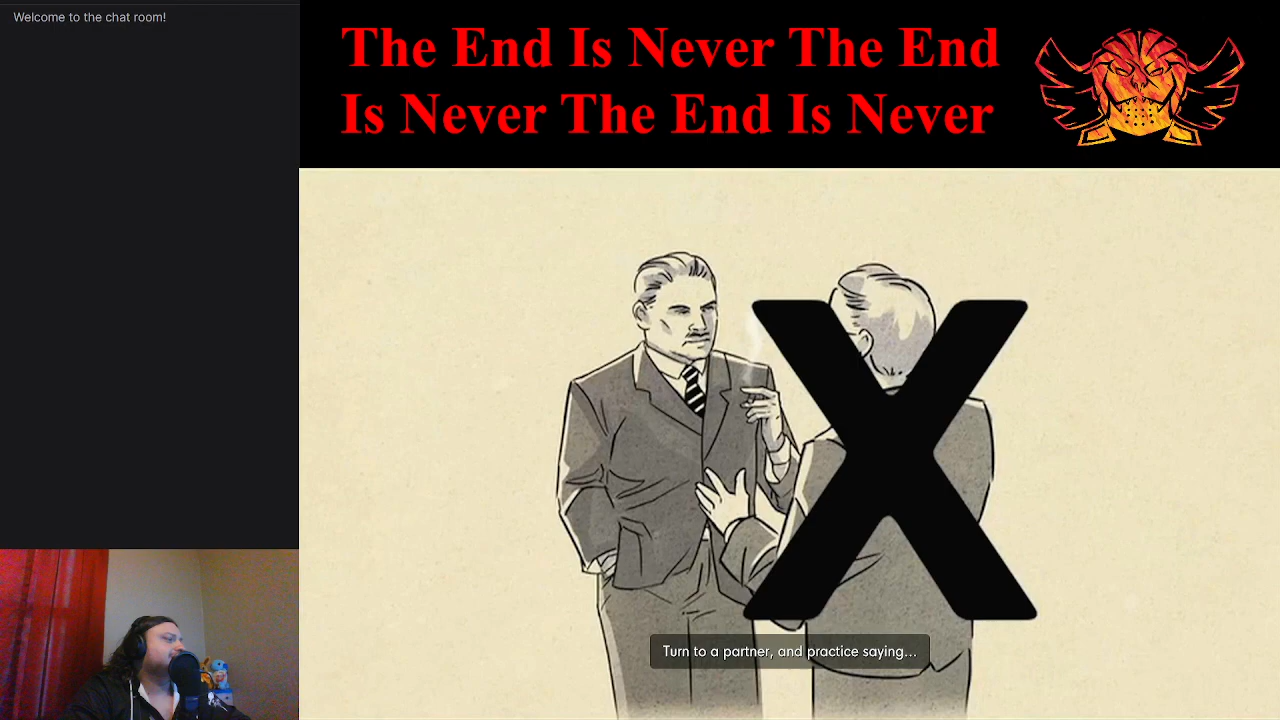 Welcome to the chat room!
The End Is Never The End
Is Never The End Is Never
X
Turn to a partner, and practice saying...